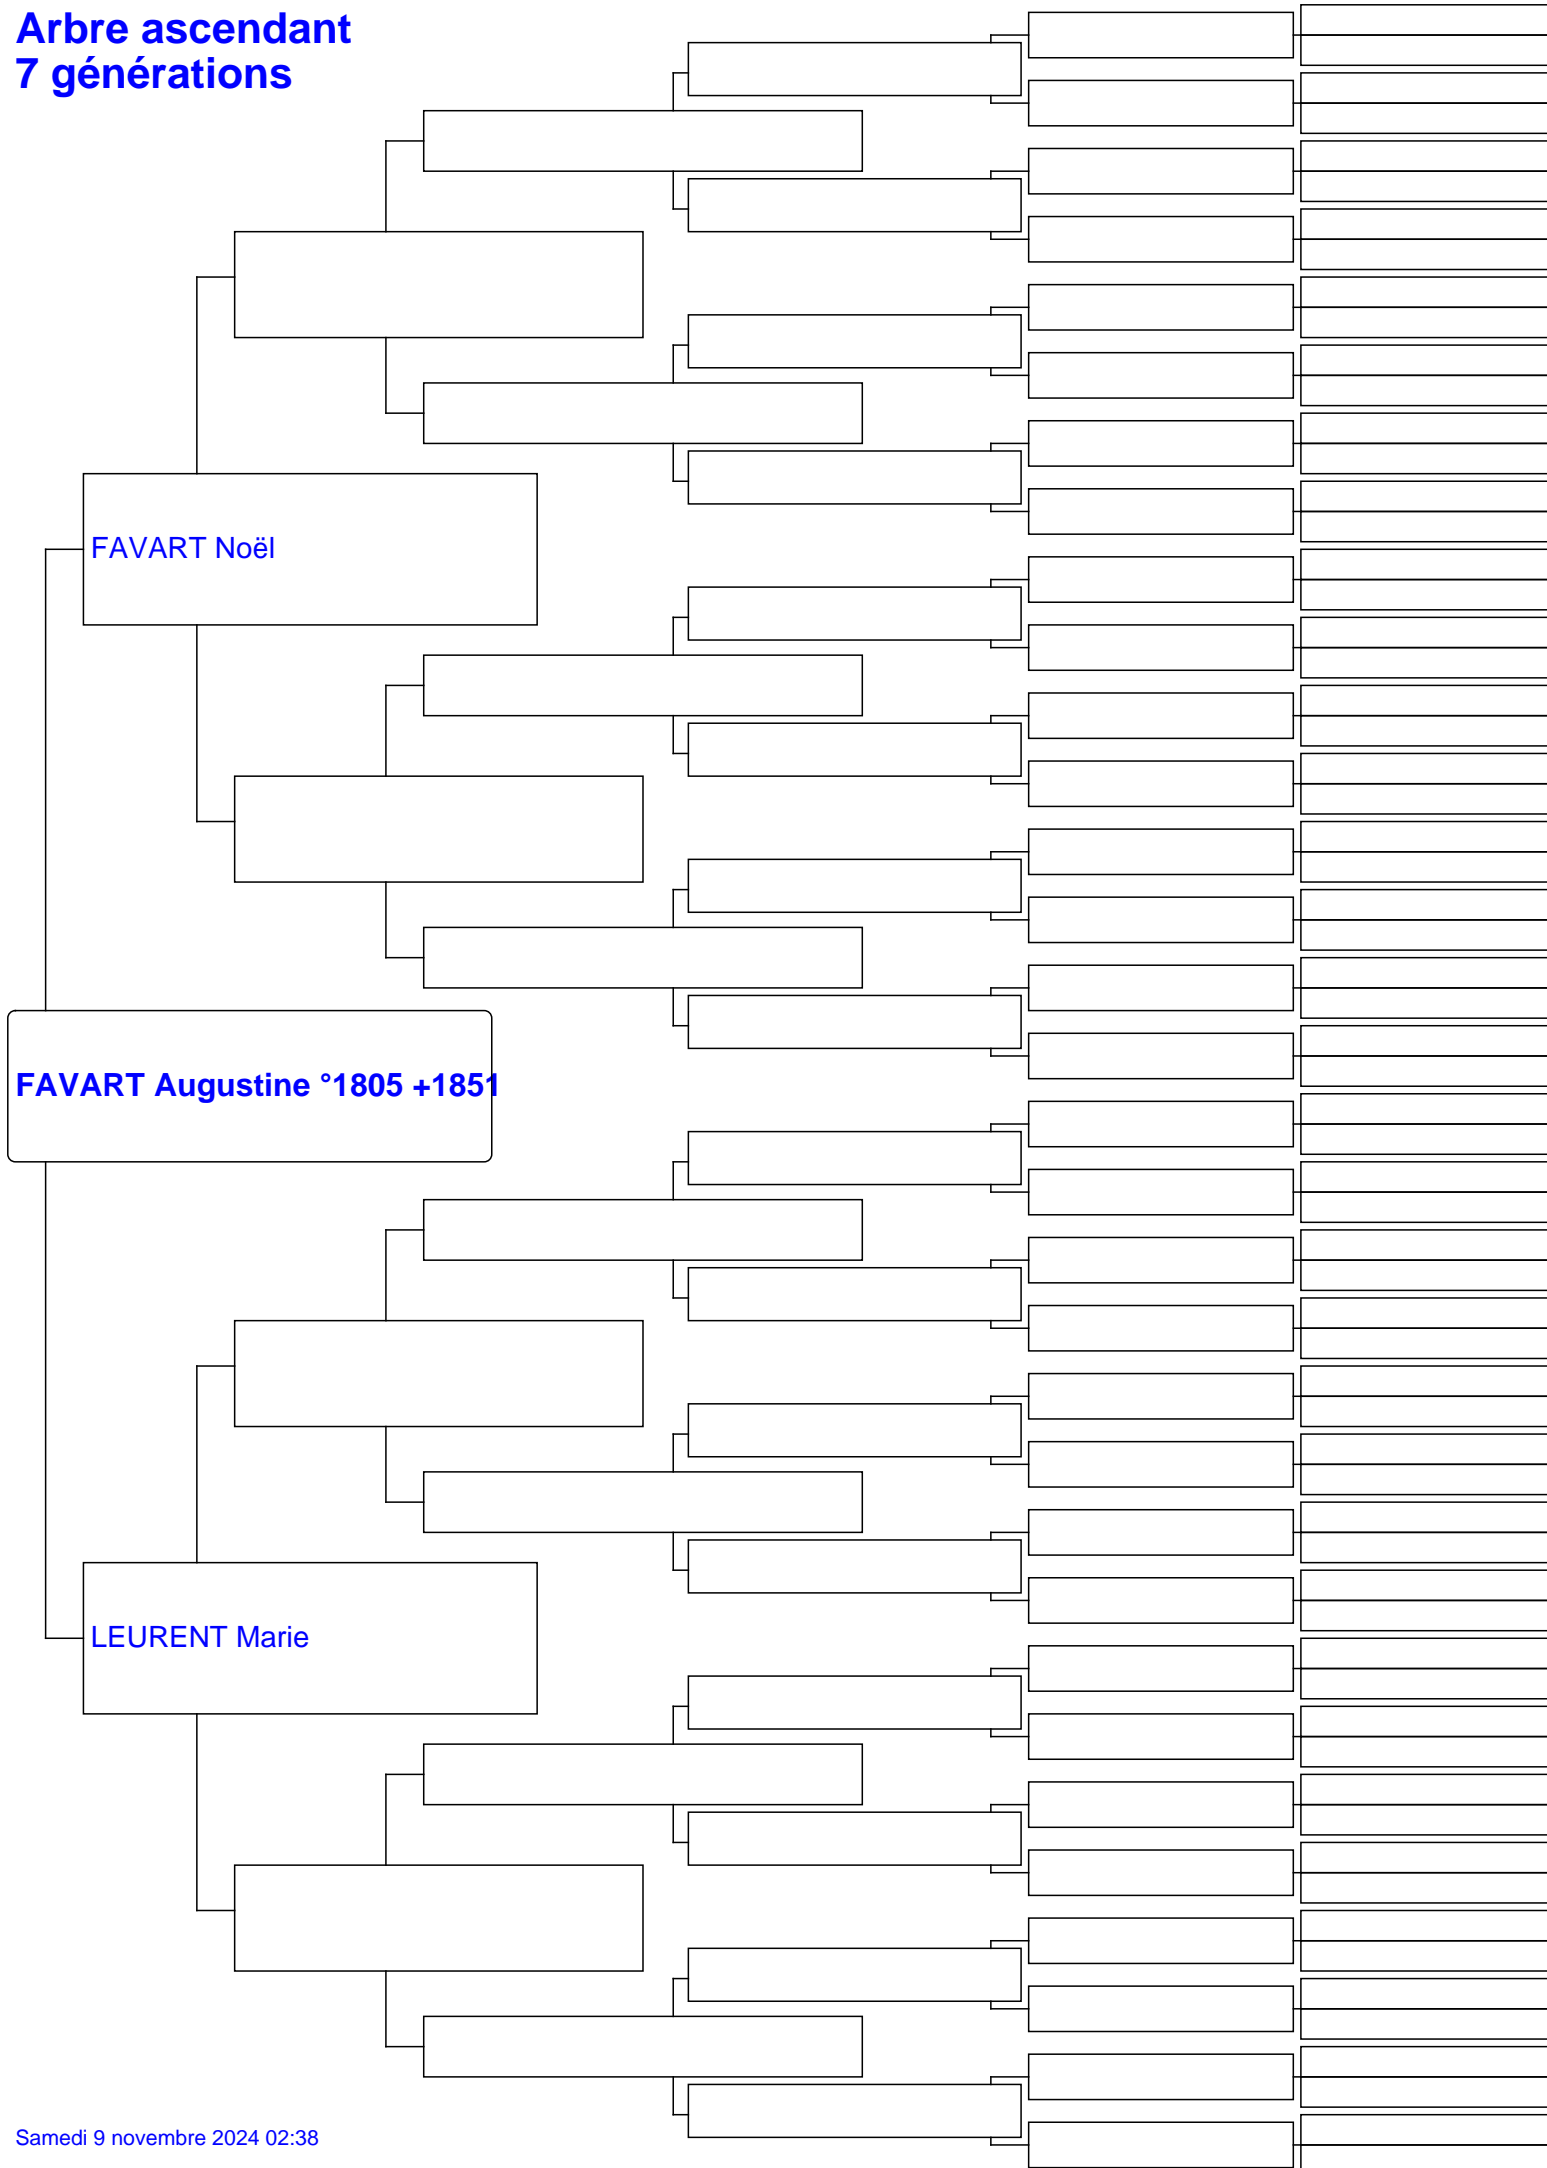 Arbre ascendant
7 générations
FAVART Noël
FAVART Augustine °1805 +1851
LEURENT Marie
Samedi 9 novembre 2024 02:38